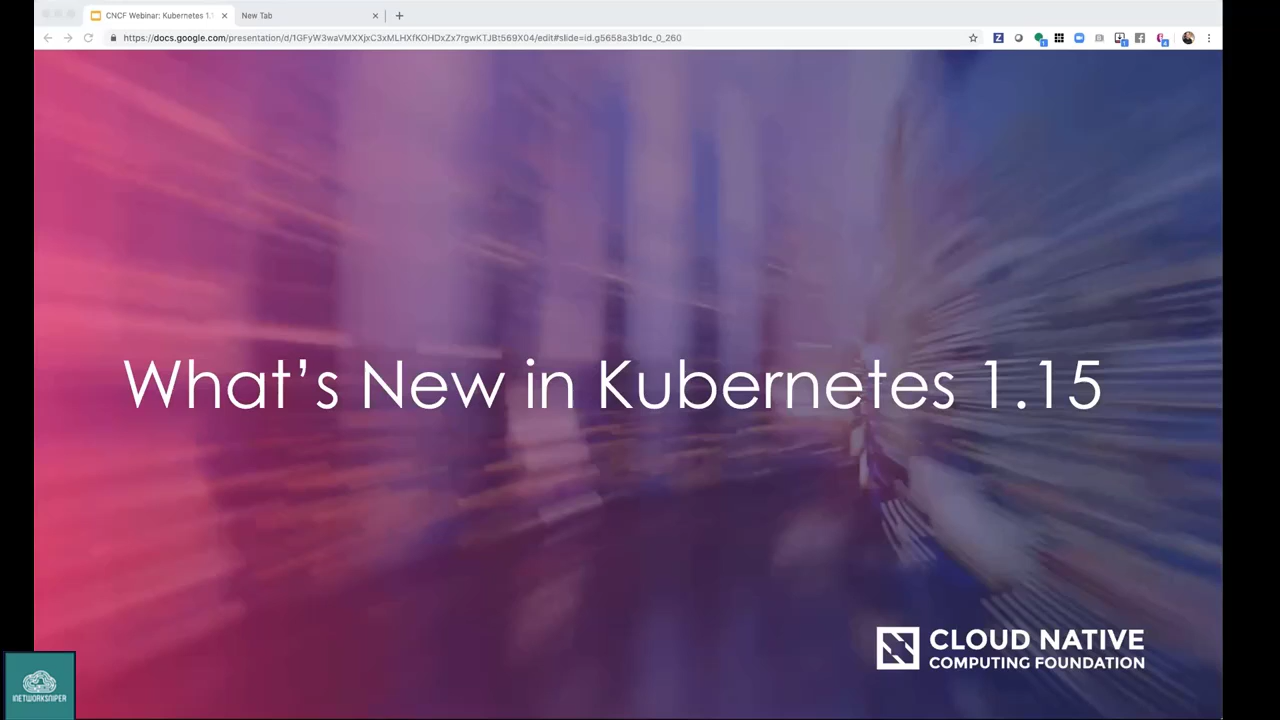 CNCF Webinar: Kubernetes 1.1
New Tab
https://docs.google.com/presentation/d/1GFyW3waVMXXjxC3xMLHXfKOHDxZx7rgwKTJBt569X04/edit#slide=id.g5658a3b1dc_0_260
What's New in Kubernetes 1.15
CLOUD NATIVE
COMPUTING FOUNDATION
INETWORKSNIPER